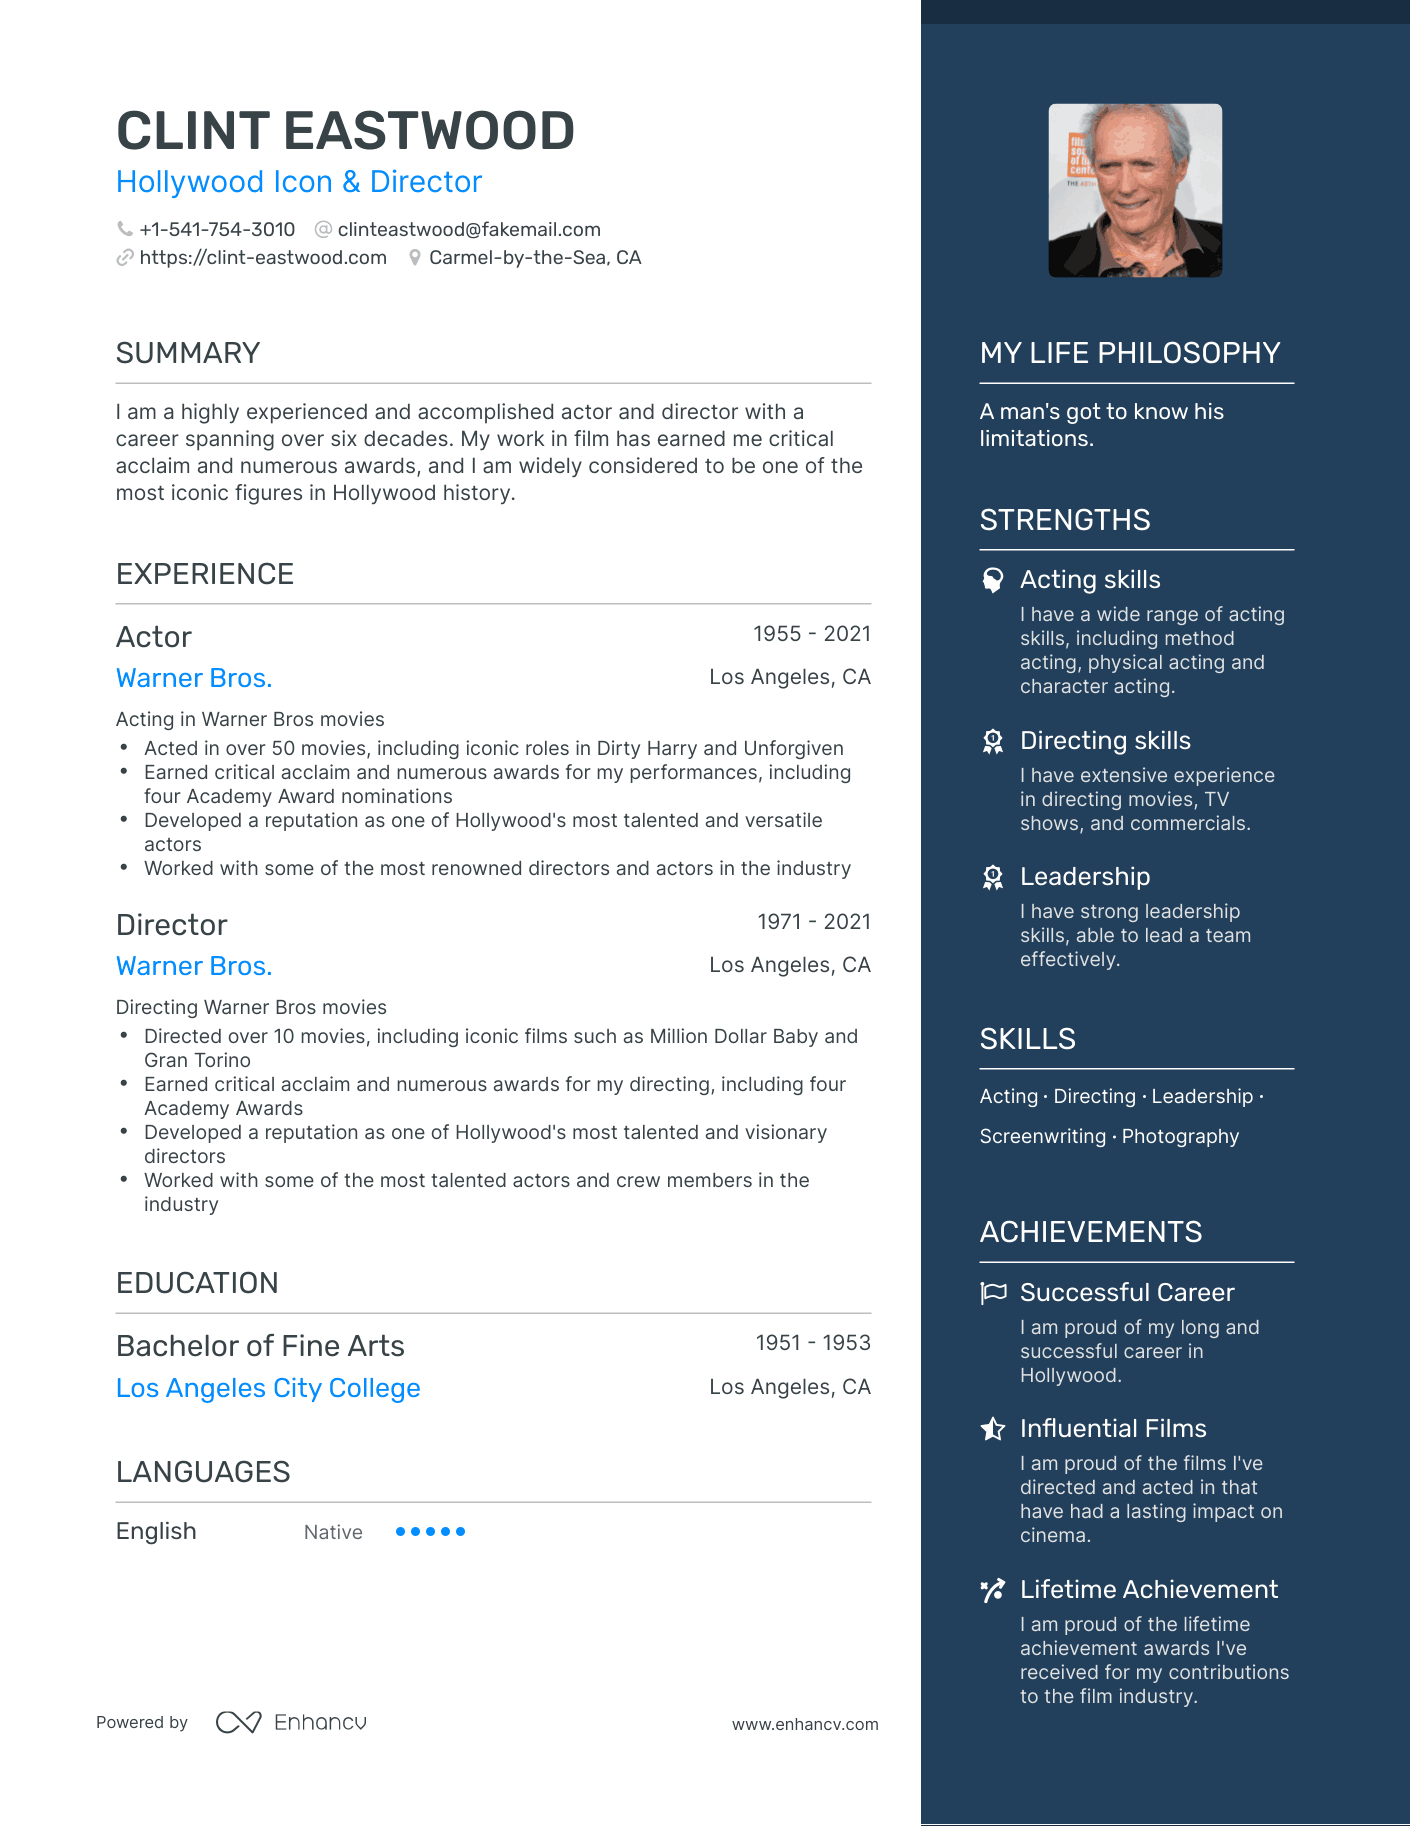 CLINT EASTWOOD
Hollywood Icon & Director
+1-541-754-3010 @ clinteastwood@fakemail.com
https://clint-eastwood.com Carmel-by-the-Sea, CA
SUMMARY
I am a highly experienced and accomplished actor and director with a
career spanning over six decades. My work in film has earned me critical
acclaim and numerous awards, and I am widely considered to be one of the
most iconic figures in Hollywood history.
EXPERIENCE
Actor 1955 - 2021
Warner Bros. Los Angeles, CA
Acting in Warner Bros movies
• Acted in over 50 movies, including iconic roles in Dirty Harry and Unforgiven
• Earned critical acclaim and numerous awards for my performances, including
four Academy Award nominations
• Developed a reputation as one of Hollywood's most talented and versatile
actors
• Worked with some of the most renowned directors and actors in the industry
Director 1971 - 2021
Warner Bros. Los Angeles, CA
Directing Warner Bros movies
• Directed over 10 movies, including iconic films such as Million Dollar Baby and
Gran Torino
• Earned critical acclaim and numerous awards for my directing, including four
Academy Awards
• Developed a reputation as one of Hollywood's most talented and visionary
directors
• Worked with some of the most talented actors and crew members in the
industry
EDUCATION
Bachelor of Fine Arts 1951 - 1953
Los Angeles City College Los Angeles, CA
LANGUAGES
English Native
Powered by Enhancv www.enhancv.com
MY LIFE PHILOSOPHY
A man's got to know his
limitations.
STRENGTHS
Acting skills
I have a wide range of acting
skills, including method
acting, physical acting and
character acting.
Directing skills
I have extensive experience
in directing movies, TV
shows, and commercials.
Leadership
I have strong leadership
skills, able to lead a team
effectively.
SKILLS
Acting · Directing · Leadership ·
Screenwriting · Photography
ACHIEVEMENTS
Successful Career
I am proud of my long and
successful career in
Hollywood.
Influential Films
I am proud of the films I've
directed and acted in that
have had a lasting impact on
cinema.
Lifetime Achievement
I am proud of the lifetime
achievement awards I've
received for my contributions
to the film industry.